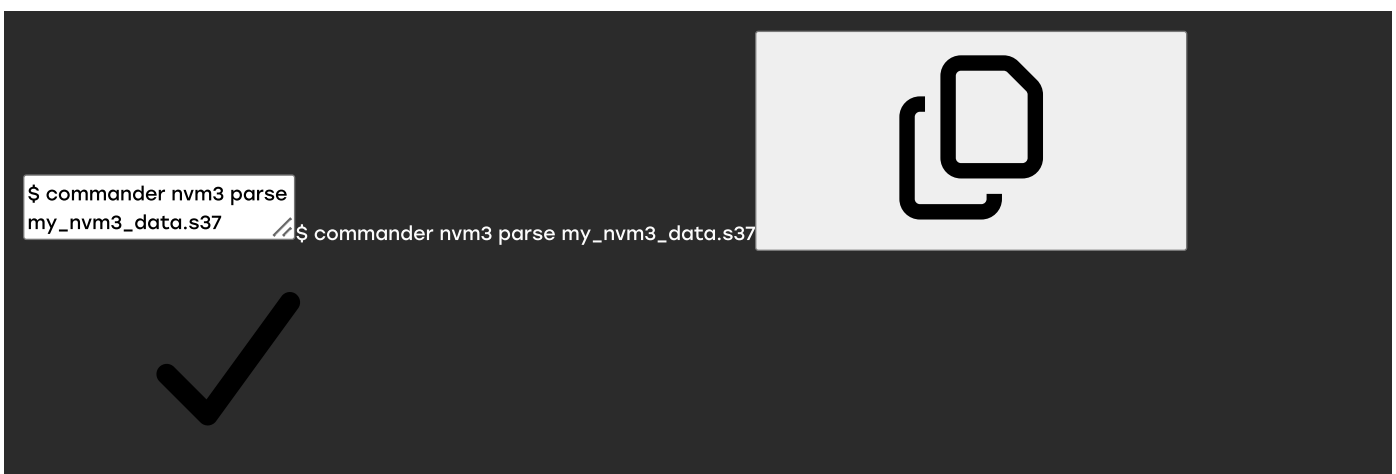 $ commander nvm3 parse
my_nvm3_data.s37
$ commander nvm3 parse my_nvm3_data.s37